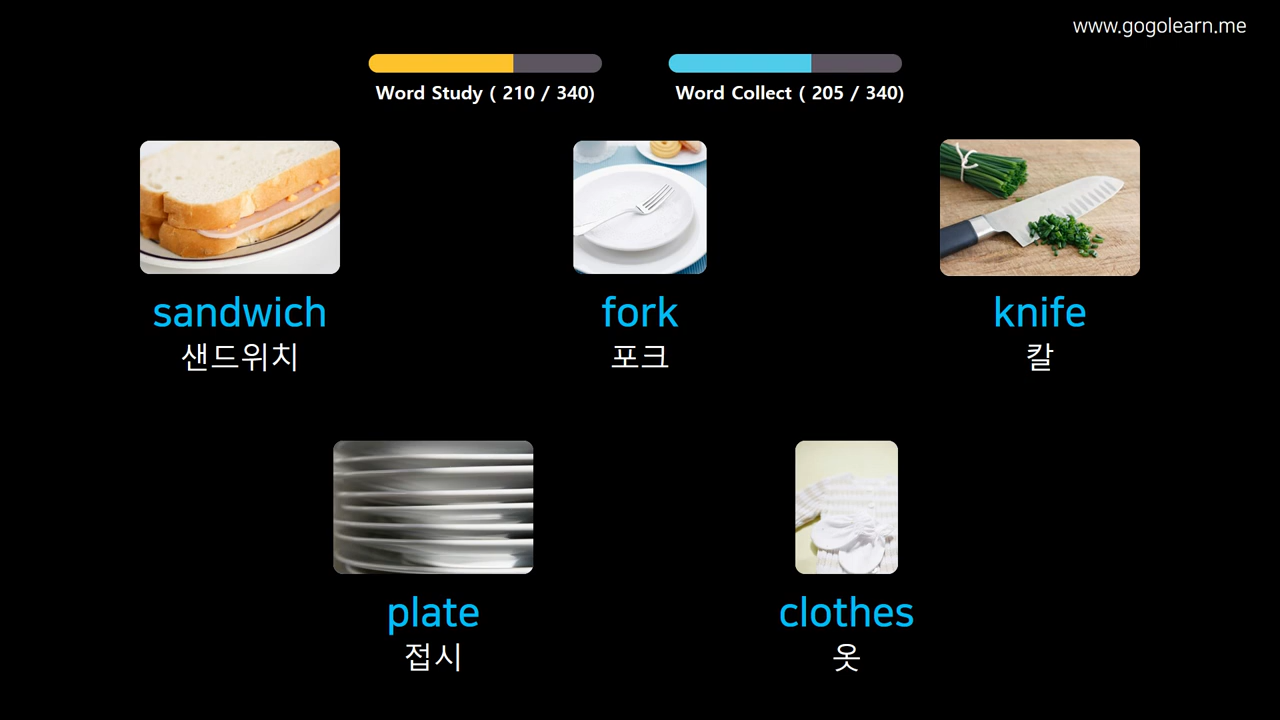 www.gogolearn.me
Word Study ( 210 / 340)
Word Collect ( 205 / 340)
sandwich
샌드위치
fork
포크
knife
칼
plate
접시
clothes
옷